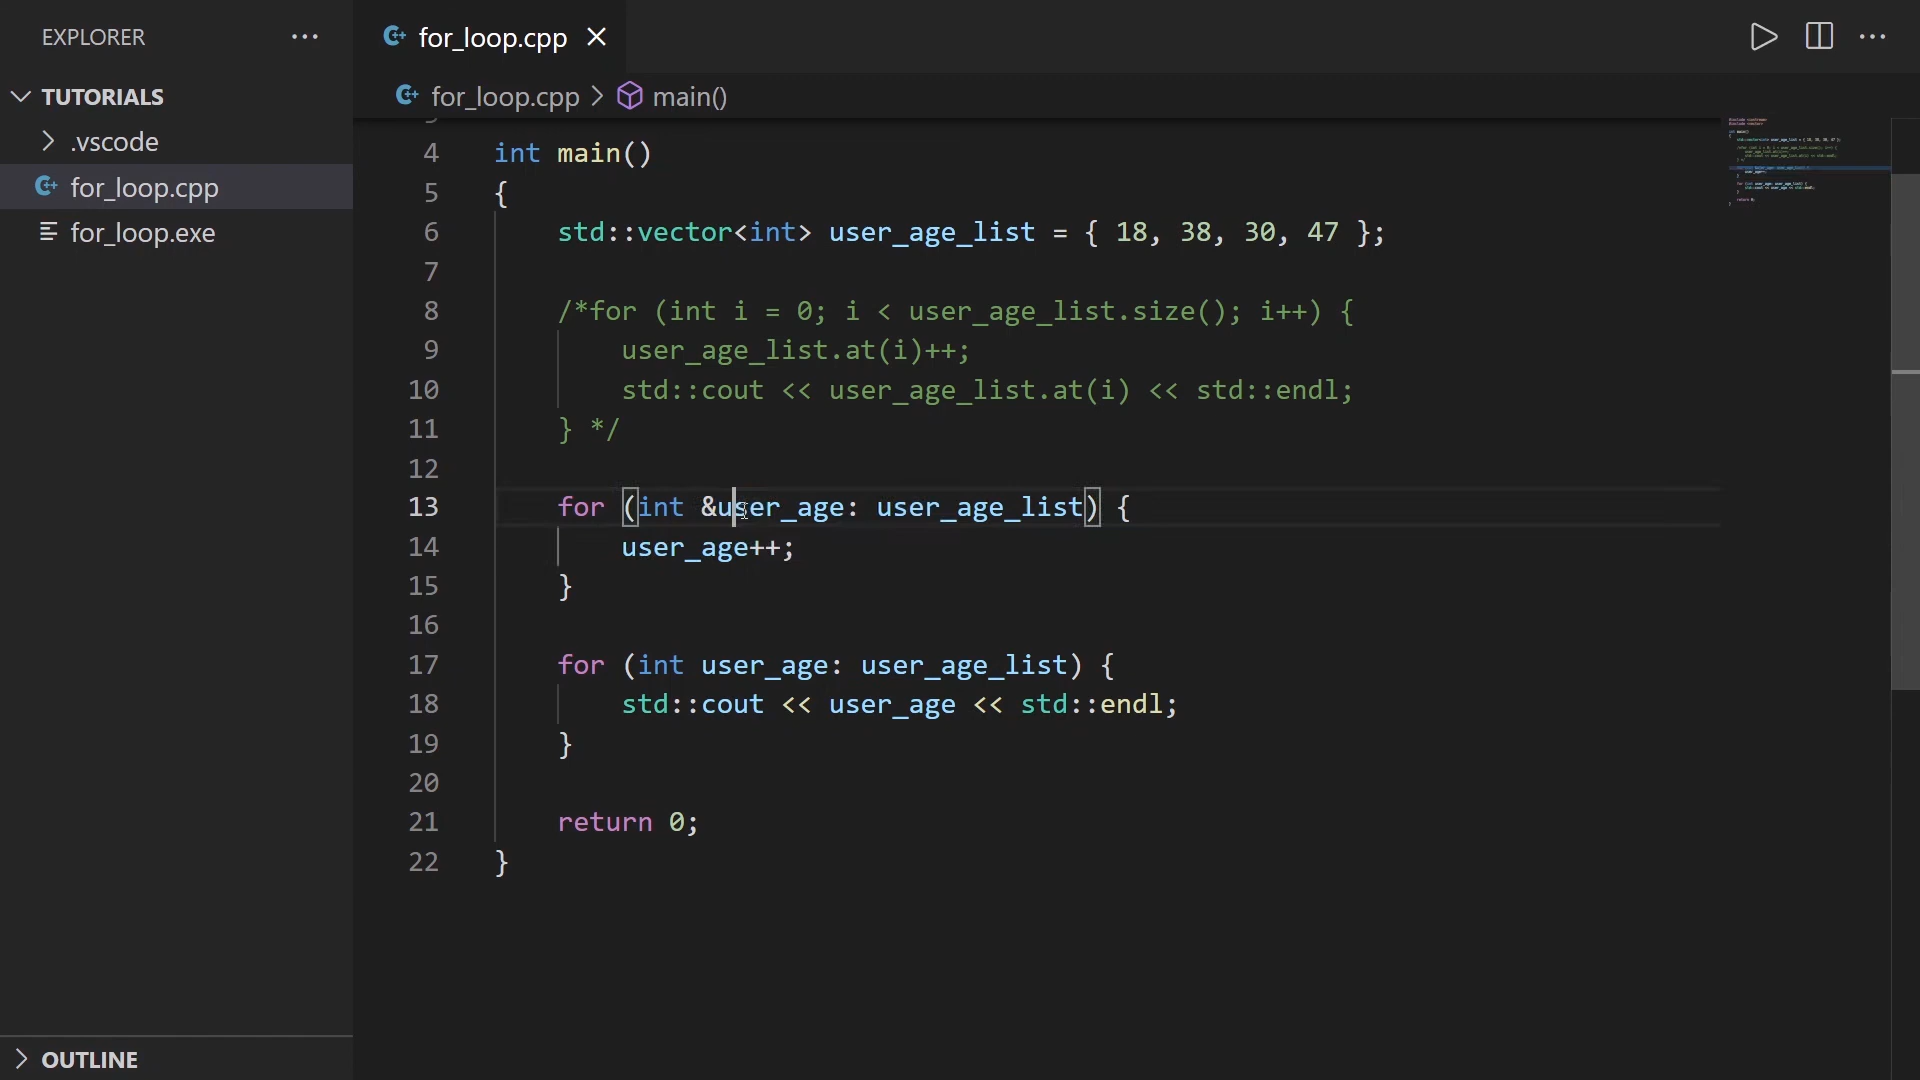 EXPLORER
TUTORIALS
.vscode
for_loop.cpp
for_loop.exe
OUTLINE
for_loop.cpp
for_loop.cpp > main()
4 int main()
5 {
6 std::vector<int> user_age_list = { 18, 38, 30, 47 };
7
8 /*for (int i = 0; i < user_age_list.size(); i++) {
9 user_age_list.at(i)++;
10 std::cout << user_age_list.at(i) << std::endl;
11 } */
12
13 for (int &user_age: user_age_list) {
14 user_age++;
15 }
16
17 for (int user_age: user_age_list) {
18 std::cout << user_age << std::endl;
19 }
20
21 return 0;
22 }